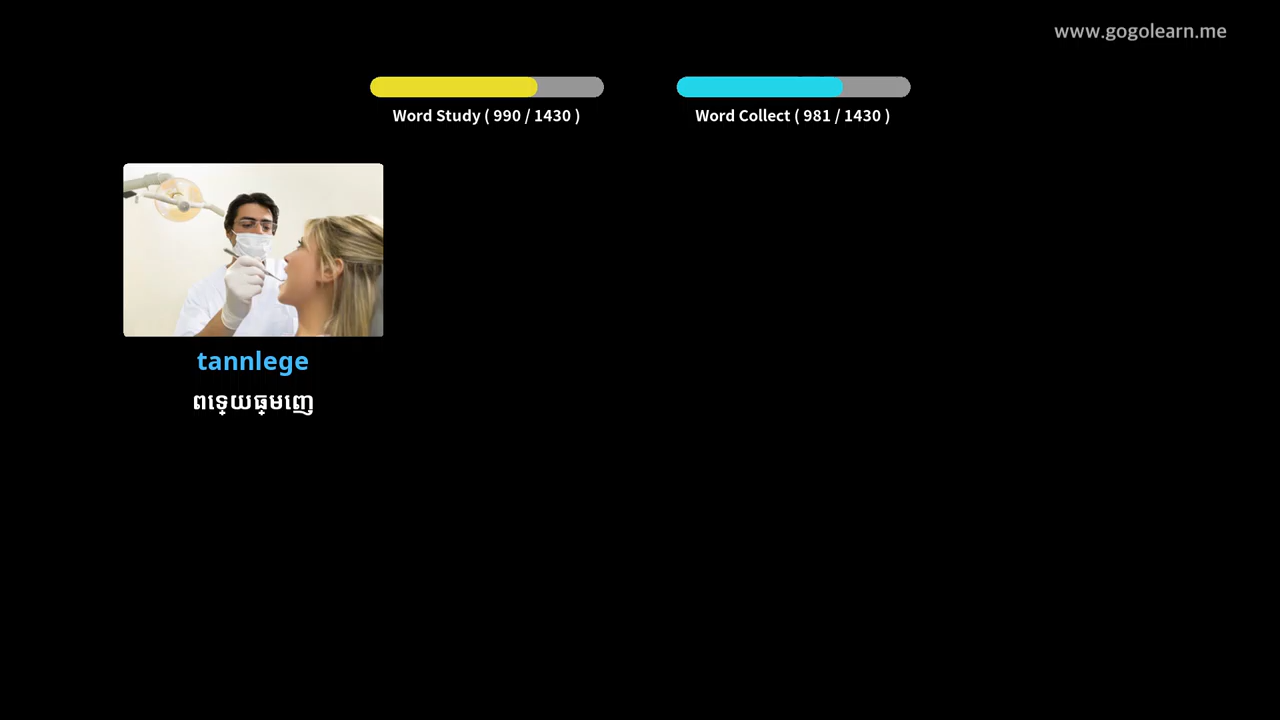 www.gogolearn.me
Word Study ( 990 / 1430 )
Word Collect ( 981 / 1430 )
tannlege
ពទ្យេធ្មេញ